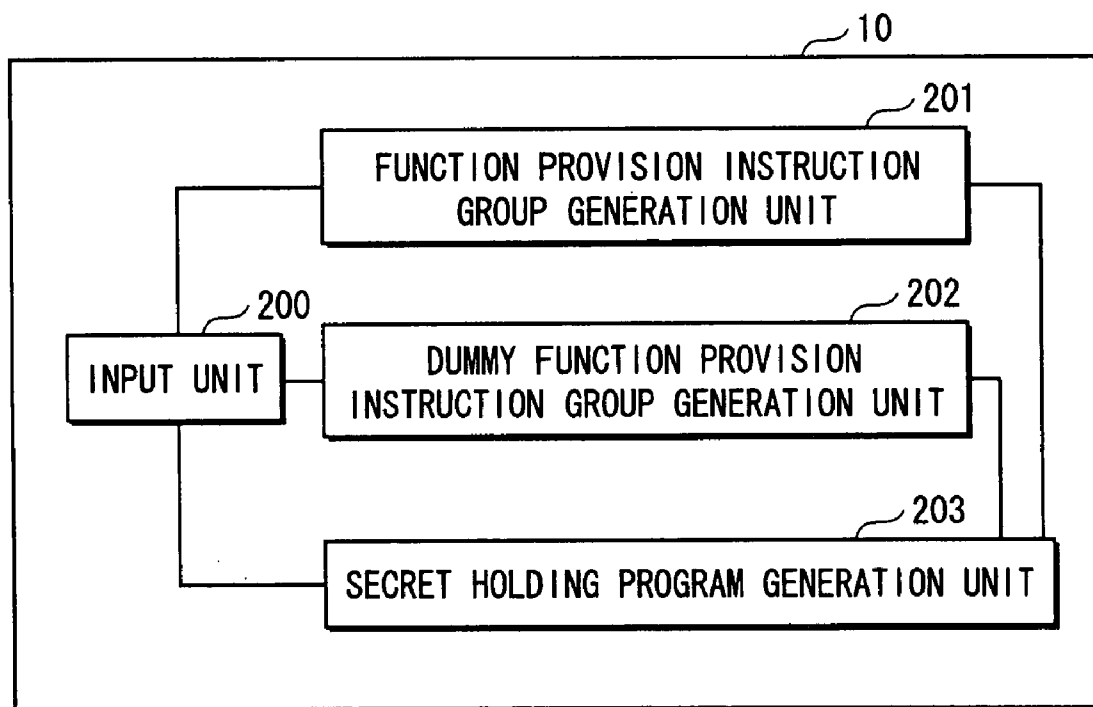 10
201
FUNCTION PROVISION INSTRUCTION
GROUP GENERATION UNIT
200
INPUT UNIT
202
DUMMY FUNCTION PROVISION
INSTRUCTION GROUP GENERATION UNIT
203
SECRET HOLDING PROGRAM GENERATION UNIT